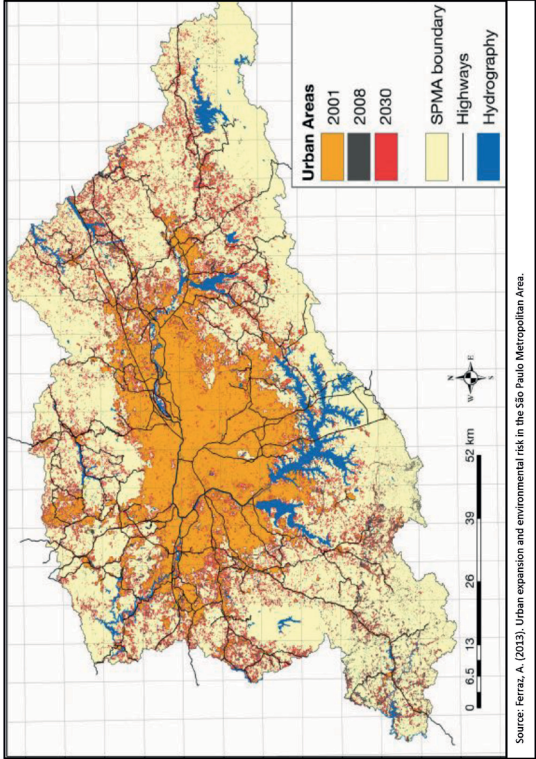 Urban Areas
2001
2008
2030
SPMA boundary
Highways
Hydrography
N
W
E
S
0 6.5 13 26 39 52 km
Source: Ferraz, A. (2013). Urban expansion and environmental risk in the São Paulo Metropolitan Area.